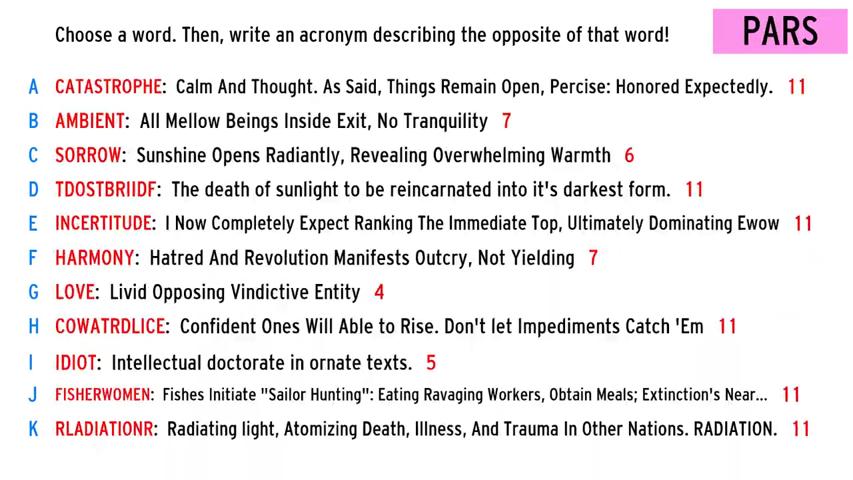 Choose a word. Then, write an acronym describing the opposite of that word!
PARS
A CATASTROPHE: Calm And Thought. As Said, Things Remain Open, Percise: Honored Expectedly. 11
B AMBIENT: All Mellow Beings Inside Exit, No Tranquility 7
C SORROW: Sunshine Opens Radiantly, Revealing Overwhelming Warmth 6
D TDOSTBRIIDF: The death of sunlight to be reincarnated into it's darkest form. 11
E INCERTITUDE: I Now Completely Expect Ranking The Immediate Top, Ultimately Dominating Ewow 11
F HARMONY: Hatred And Revolution Manifests Outcry, Not Yielding 7
G LOVE: Livid Opposing Vindictive Entity 4
H COWATRDLICE: Confident Ones Will Able to Rise. Don't let Impediments Catch 'Em 11
I IDIOT: Intellectual doctorate in ornate texts. 5
J FISHERWOMEN: Fishes Initiate "Sailor Hunting": Eating Ravaging Workers, Obtain Meals; Extinction's Near... 11
K RLADIATIONR: Radiating light, Atomizing Death, Illness, And Trauma In Other Nations. RADIATION. 11